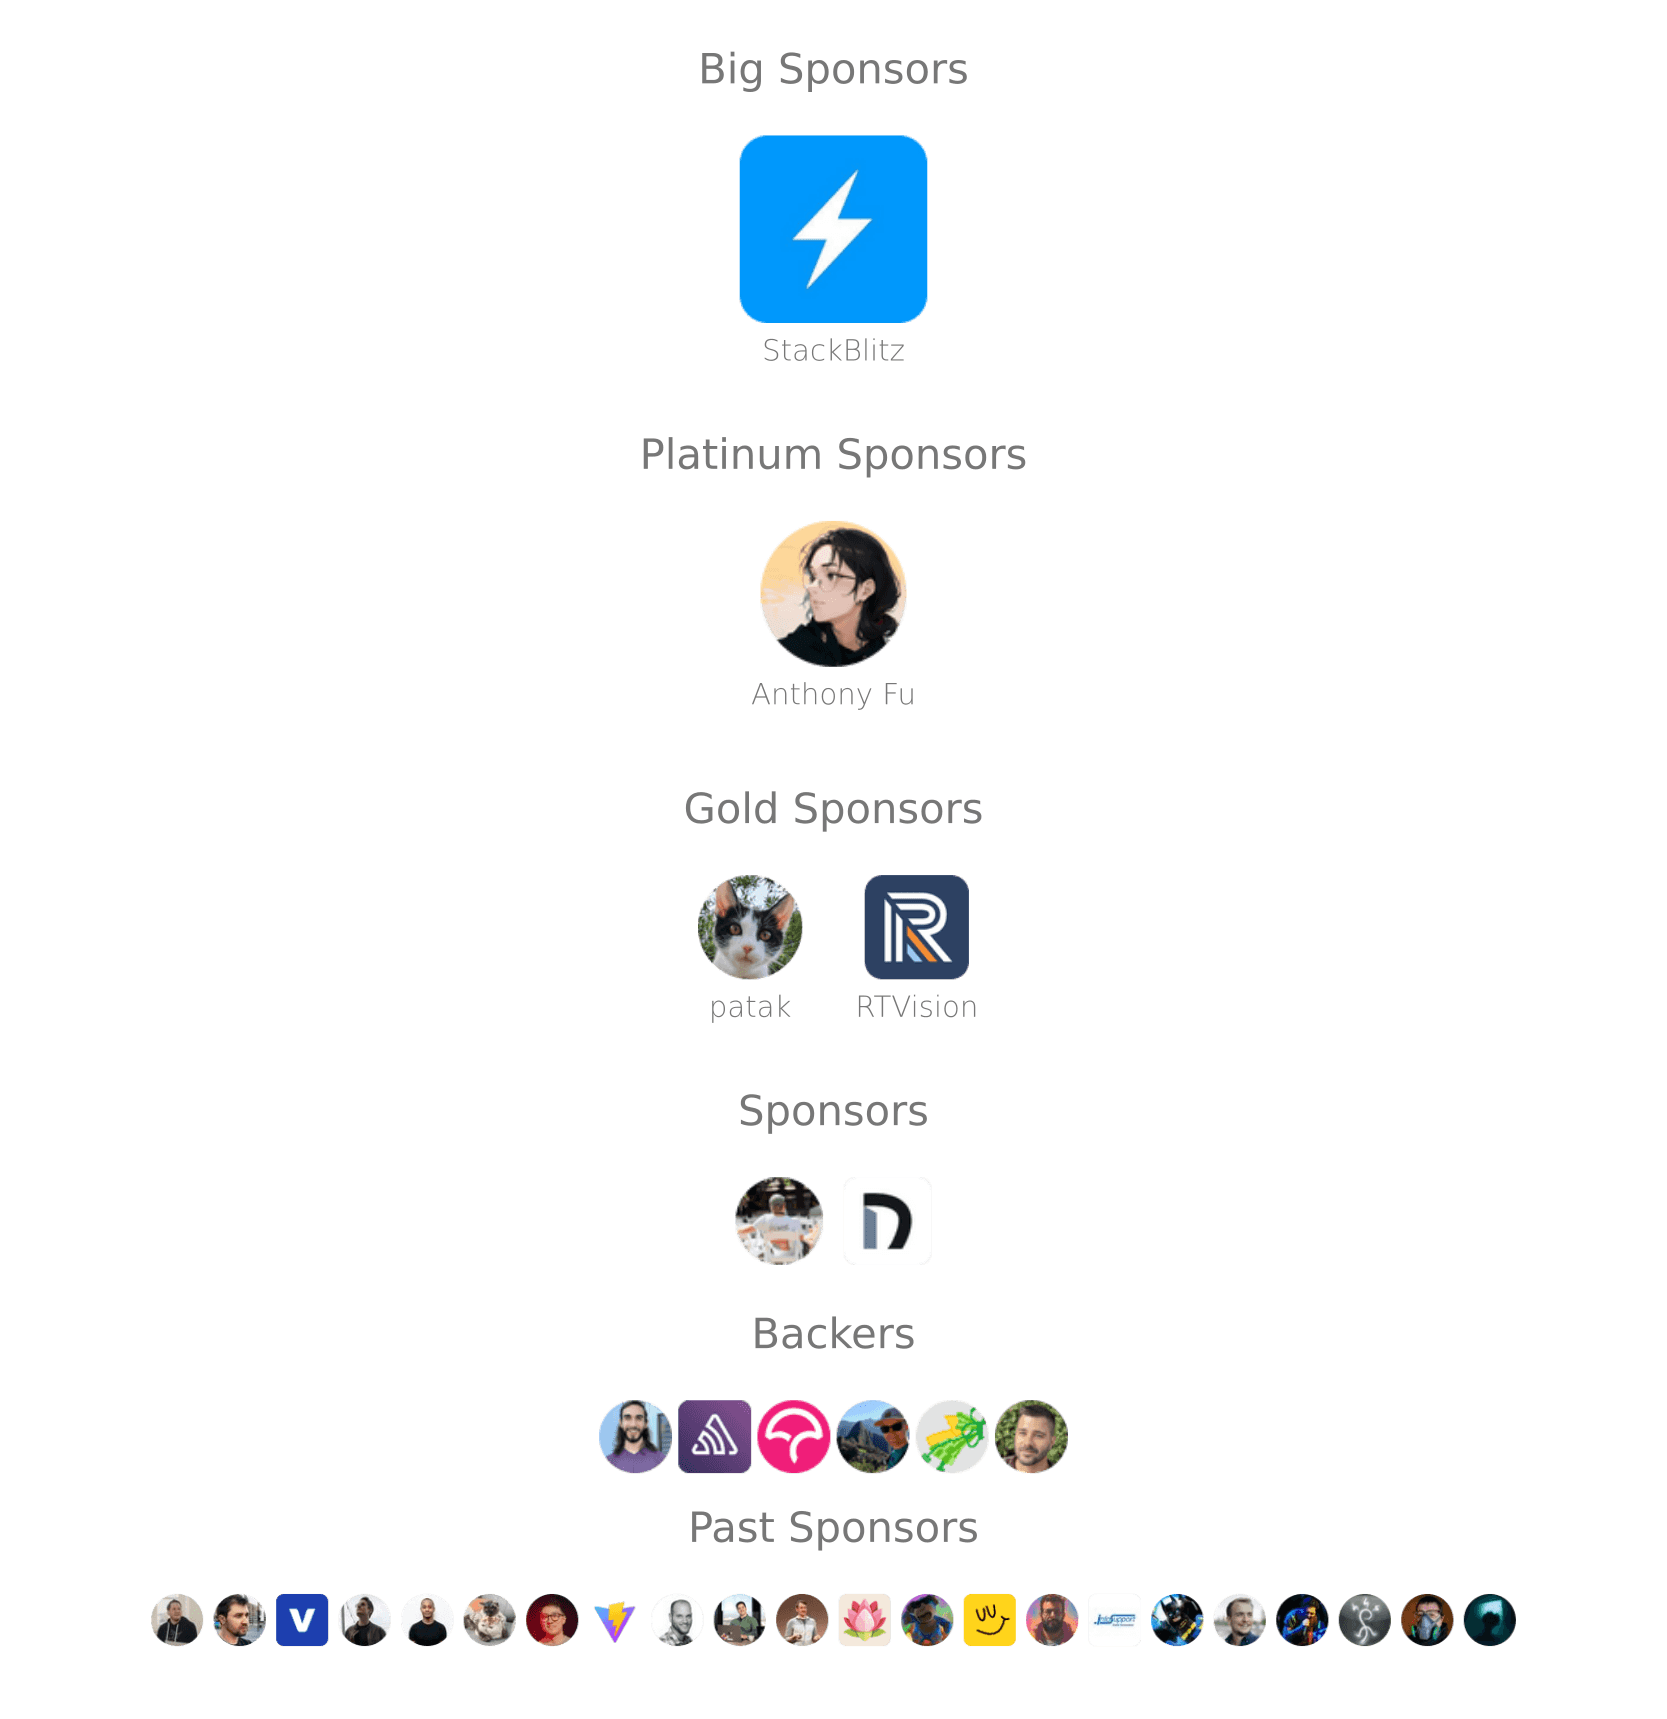 Big Sponsors
StackBlitz
Platinum Sponsors
Anthony Fu
Gold Sponsors
patak
RTVision
Sponsors
Backers
Past Sponsors